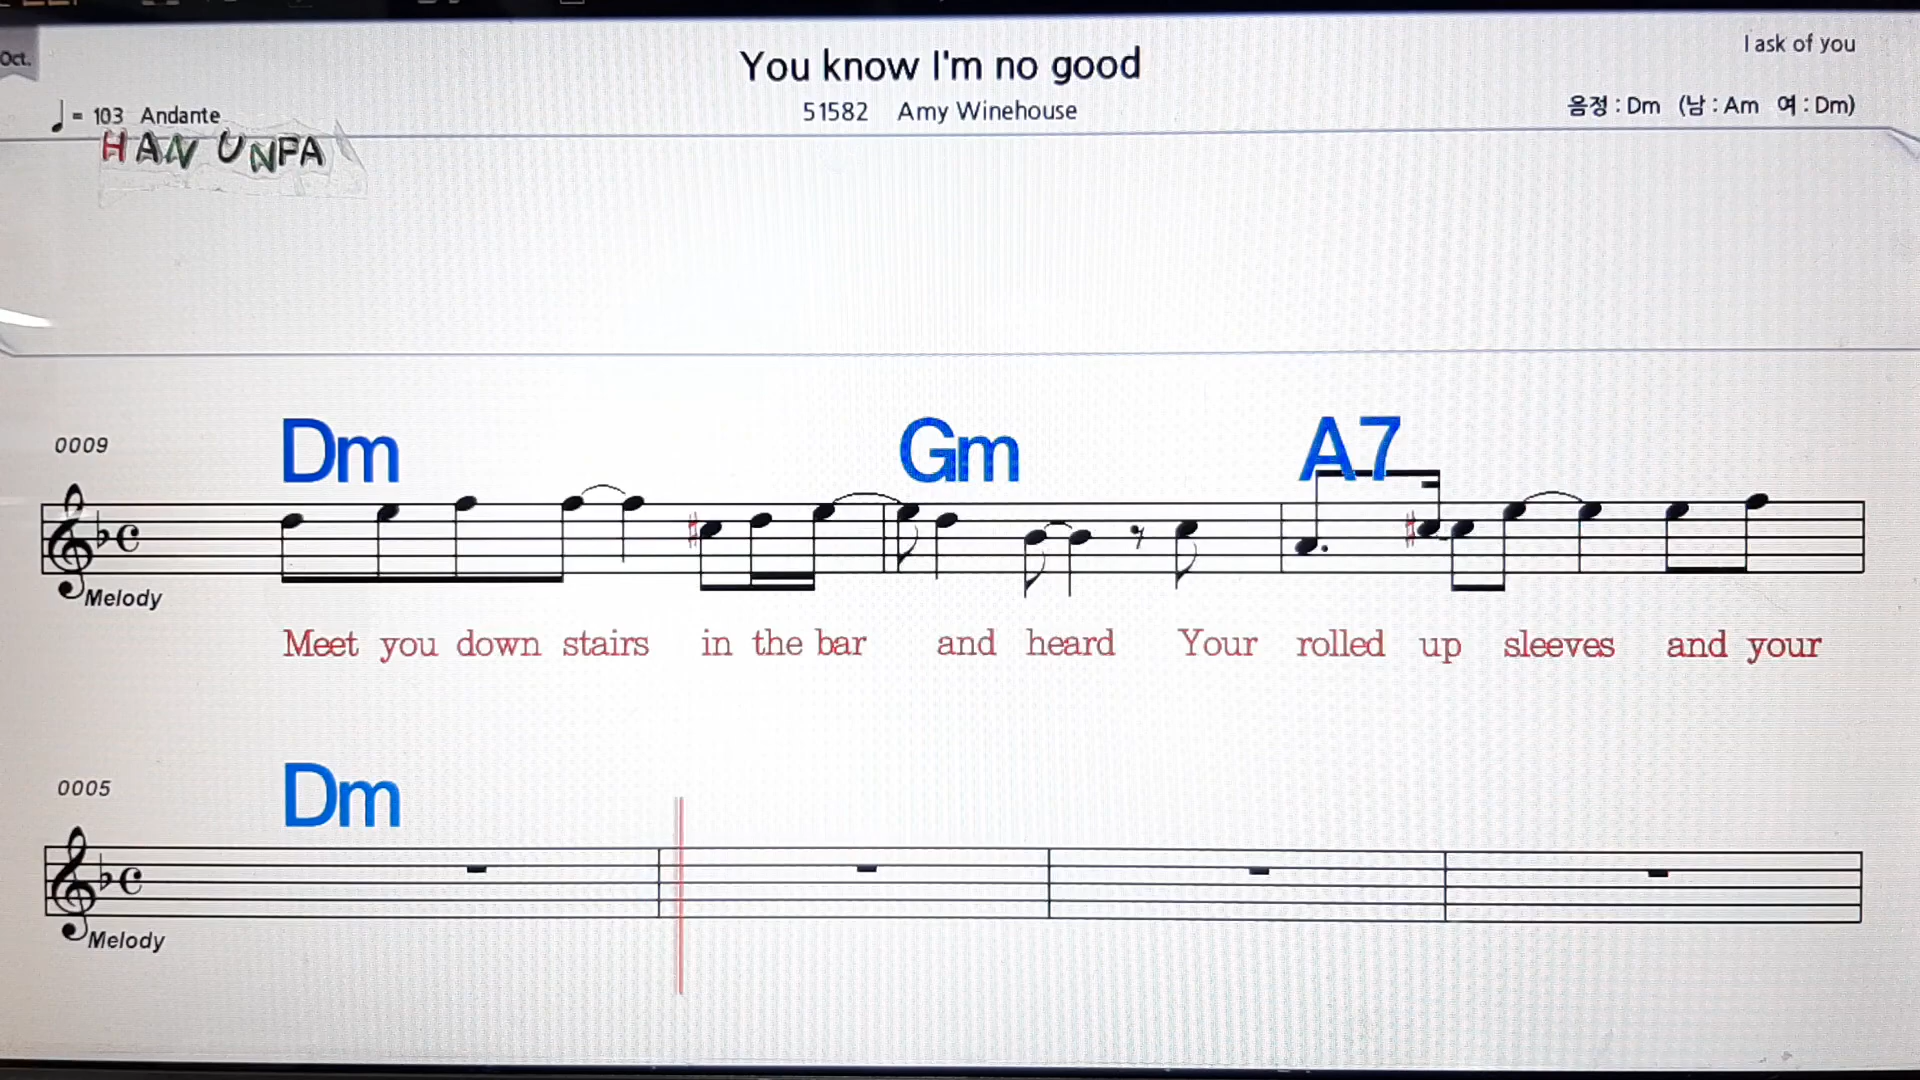 Oct.
You know I'm no good
I ask of you
♩ = 103 Andante
51582 Amy Winehouse
음정 : Dm (남 : Am 여 : Dm)
HAN UNFA
0009
Dm Gm A7
Melody
Meet you down stairs in the bar and heard Your rolled up sleeves and your
0005
Dm
Melody